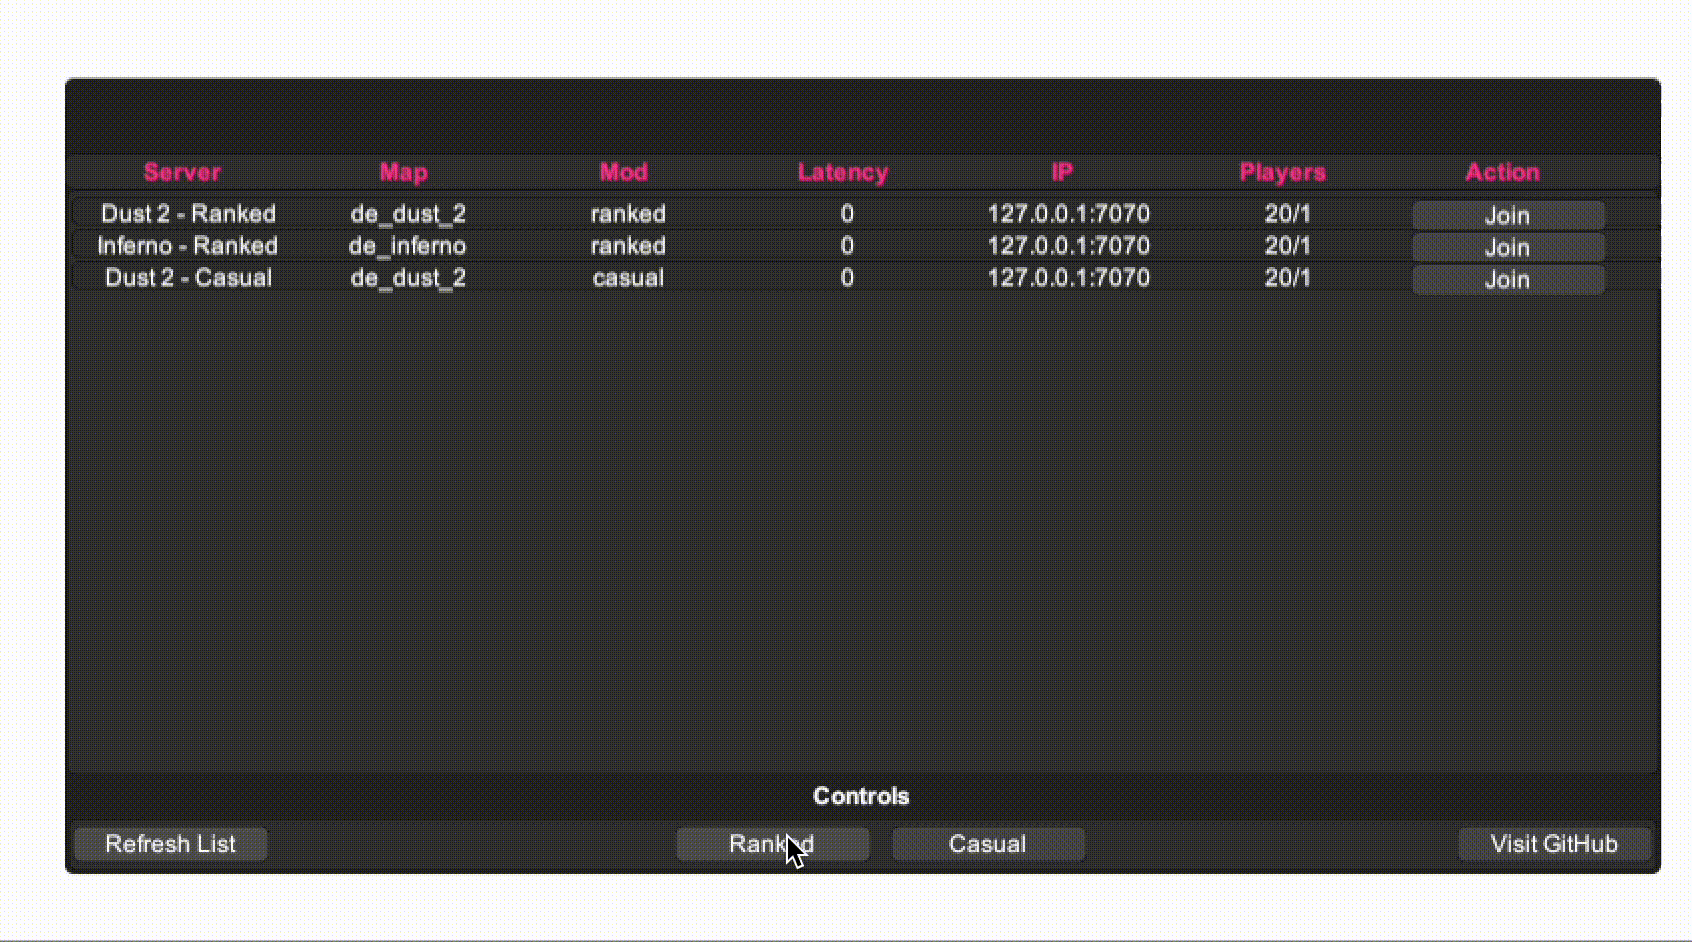 Server Map Mod Latency IP Players Action
Dust 2 - Ranked de_dust_2 ranked 0 127.0.0.1:7070 20/1 Join
Inferno - Ranked de_inferno ranked 0 127.0.0.1:7070 20/1 Join
Dust 2 - Casual de_dust_2 casual 0 127.0.0.1:7070 20/1 Join
Controls
Refresh List Ranked Casual Visit GitHub